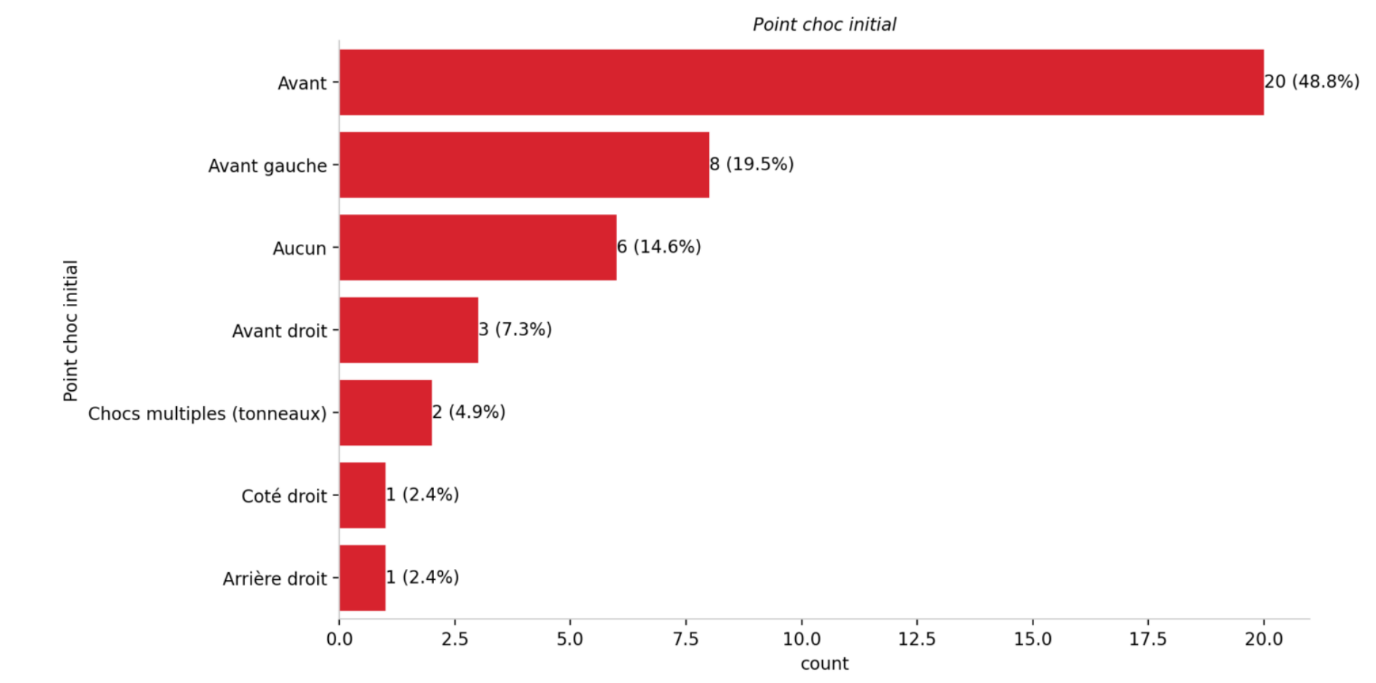 Point choc initial
Avant
20 (48.8%)
Avant gauche
8 (19.5%)
Aucun
6 (14.6%)
Avant droit
3 (7.3%)
Chocs multiples (tonneaux)
2 (4.9%)
Coté droit
1 (2.4%)
Arrière droit
1 (2.4%)
Point choc initial
0.0 2.5 5.0 7.5 10.0 12.5 15.0 17.5 20.0
count